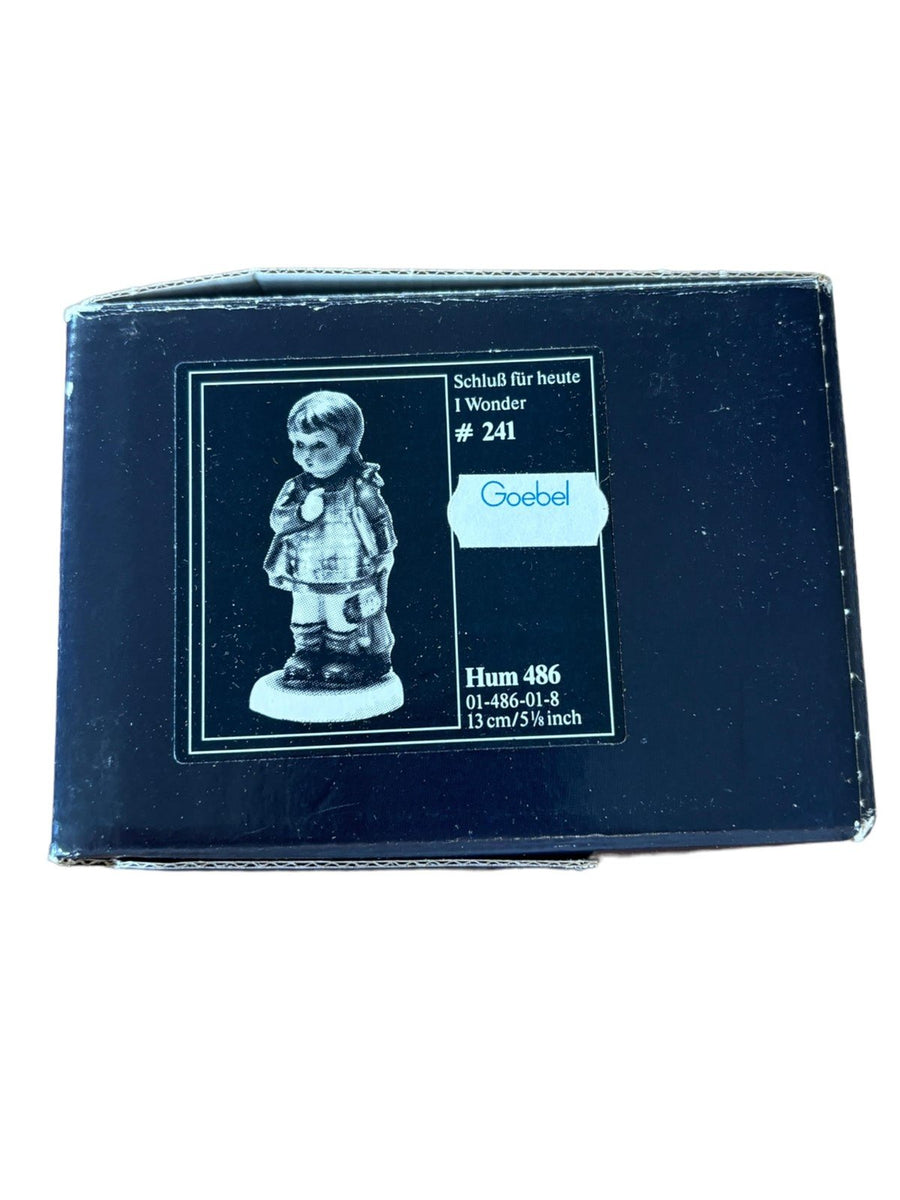 Schluß für heute
I Wonder
# 241
Goebel
Hum 486
01-486-01-8
13 cm/5 ⅛ inch